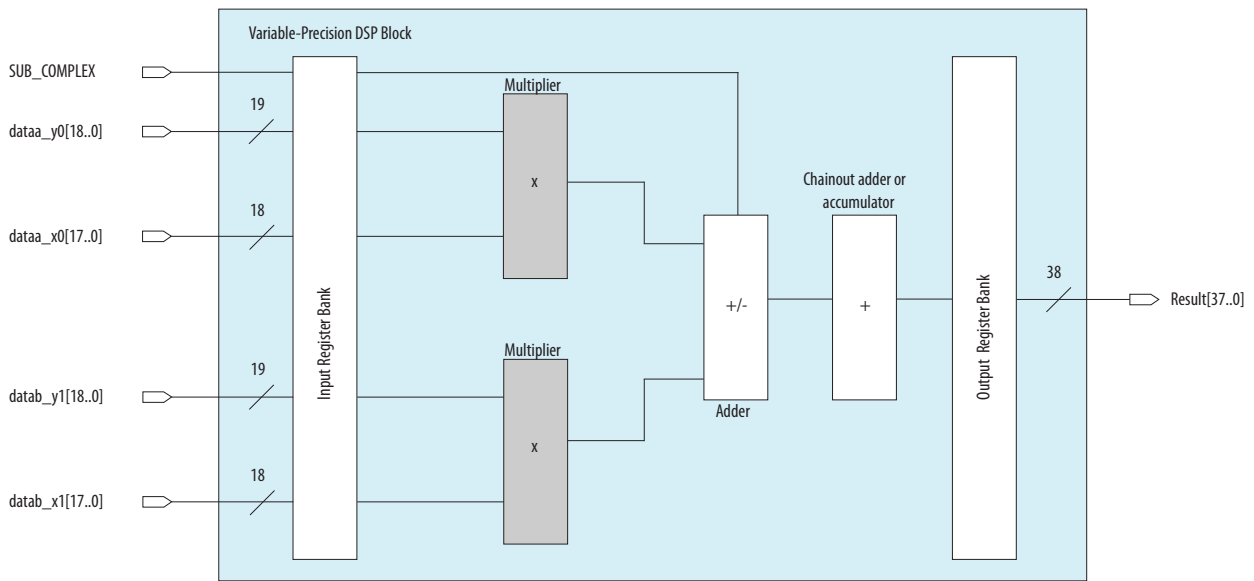 Variable-Precision DSP Block
SUB_COMPLEX
19
dataa_y0[18..0]
18
dataa_x0[17..0]
19
datab_y1[18..0]
18
datab_x1[17..0]
Input Register Bank
Multiplier
x
Multiplier
x
+/-
Adder
Chainout adder or
accumulator
+
Output Register Bank
38
Result[37..0]